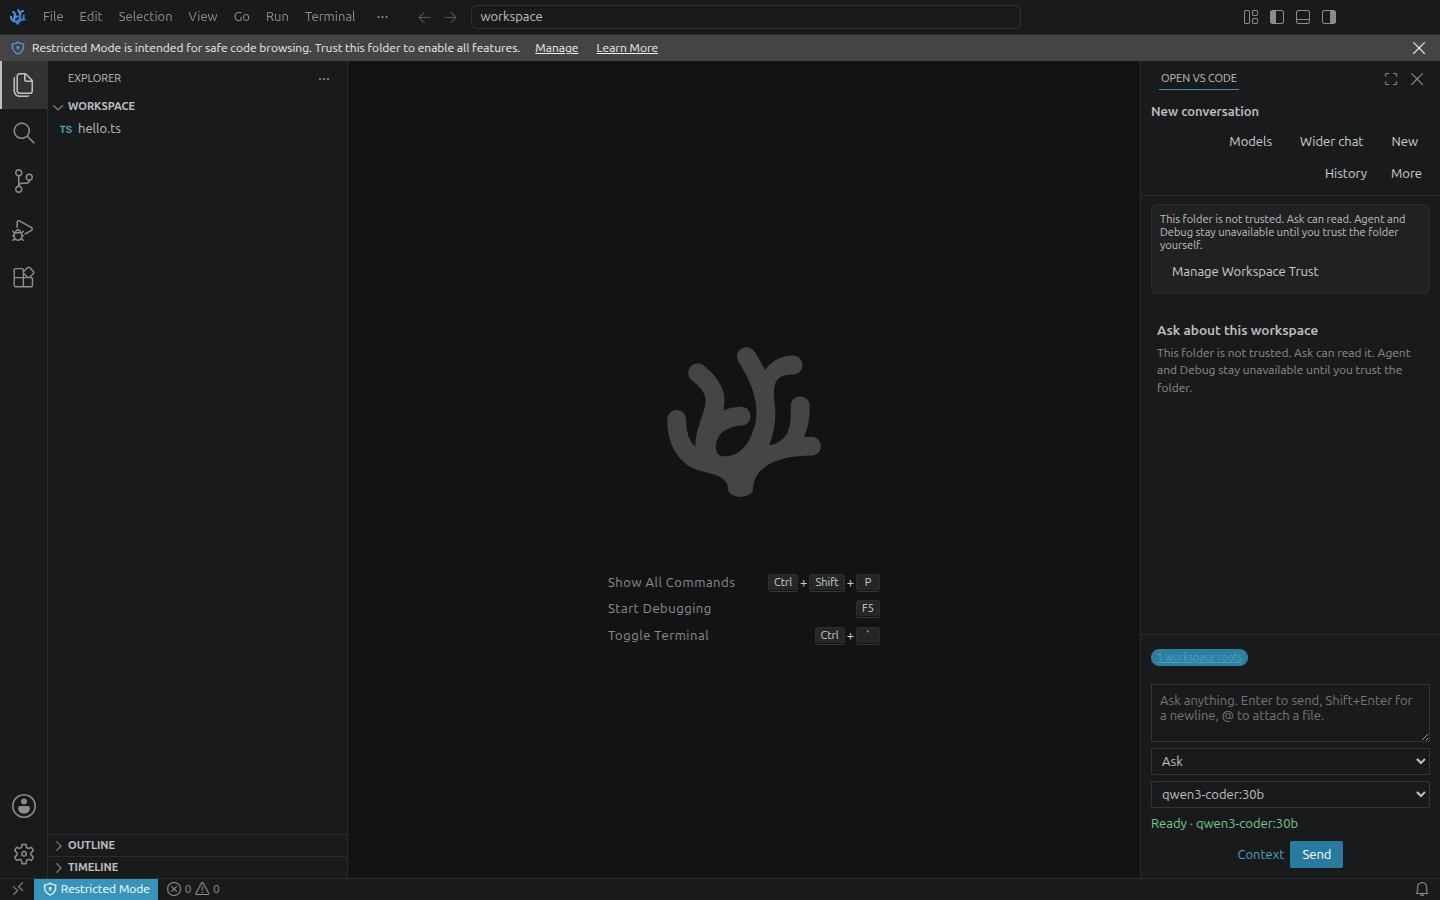 File Edit Selection View Go Run Terminal ···
workspace
Restricted Mode is intended for safe code browsing. Trust this folder to enable all features. Manage Learn More
EXPLORER
WORKSPACE
TS hello.ts
OUTLINE
TIMELINE
Show All Commands Ctrl + Shift + P
Start Debugging F5
Toggle Terminal Ctrl + `
OPEN VS CODE
New conversation
Models Wider chat New
History More
This folder is not trusted. Ask can read. Agent and
Debug stay unavailable until you trust the folder
yourself.
Manage Workspace Trust
Ask about this workspace
This folder is not trusted. Ask can read it. Agent
and Debug stay unavailable until you trust the
folder.
1 workspace roots
Ask anything. Enter to send, Shift+Enter for
a newline, @ to attach a file.
Ask
qwen3-coder:30b
Ready · qwen3-coder:30b
Context Send
Restricted Mode 0 0